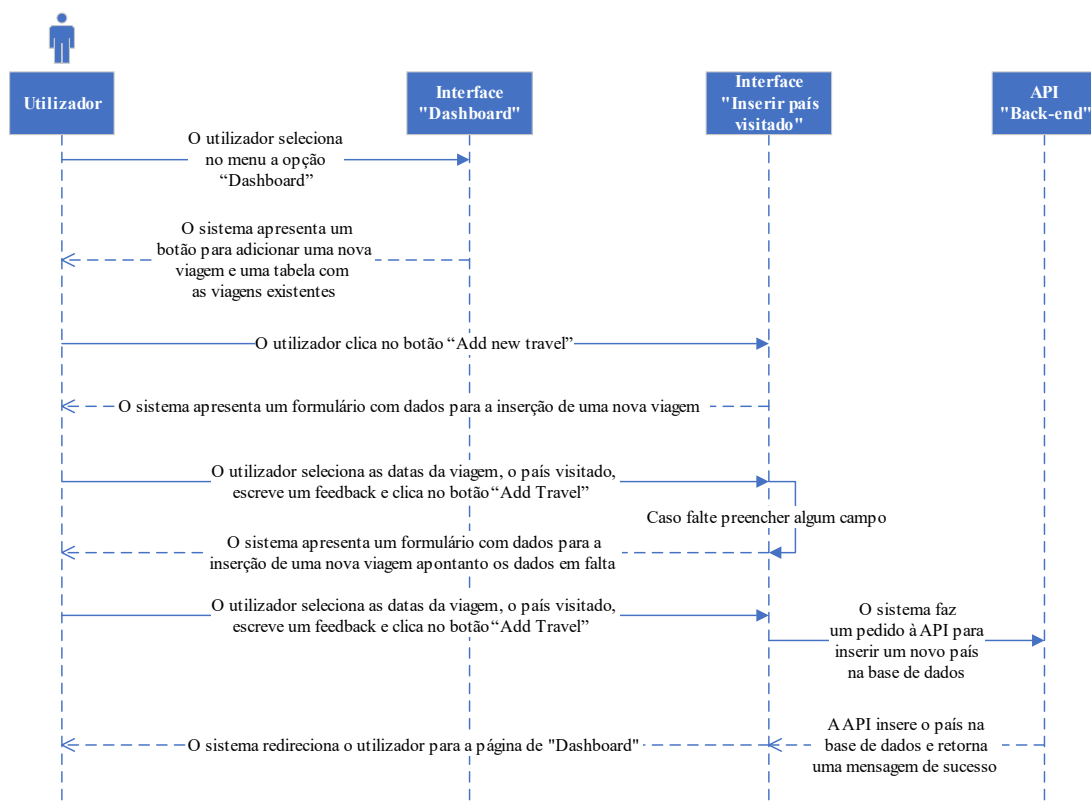 Utilizador
Interface
"Dashboard"
Interface
"Inserir país
visitado"
API
"Back-end"
O utilizador seleciona
no menu a opção
“Dashboard”
O sistema apresenta um
botão para adicionar uma nova
viagem e uma tabela com
as viagens existentes
O utilizador clica no botão “Add new travel”
O sistema apresenta um formulário com dados para a inserção de uma nova viagem
O utilizador seleciona as datas da viagem, o país visitado,
escreve um feedback e clica no botão “Add Travel”
Caso falte preencher algum campo
O sistema apresenta um formulário com dados para a
inserção de uma nova viagem apontanto os dados em falta
O utilizador seleciona as datas da viagem, o país visitado,
escreve um feedback e clica no botão “Add Travel”
O sistema faz
um pedido à API para
inserir um novo país
na base de dados
A API insere o país na
base de dados e retorna
uma mensagem de sucesso
O sistema redireciona o utilizador para a página de "Dashboard"